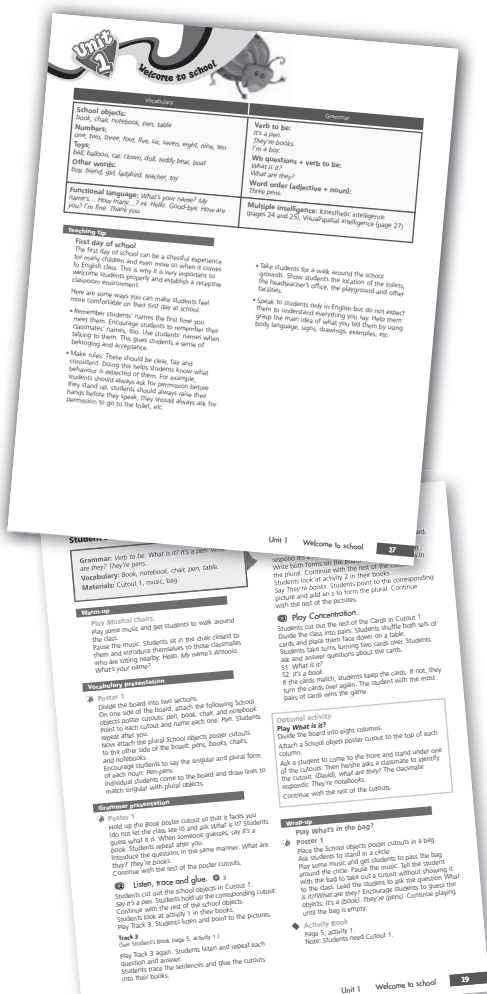 Unit
1
Welcome to school
Vocabulary
School objects:
book, chair, notebook, pen, table
Numbers:
one, two, three, four, five, six, seven, eight, nine, ten
Toys:
ball, balloon, car, clown, doll, teddy bear, boat
Other words:
boy, friend, girl, ladybird, teacher, toy
Functional language: What's your name? My
name's... How many...? Hi. Hello. Good-bye. How are
you? I'm fine. Thank you.
Grammar
Verb to be:
It's a pen.
They're books.
I'm a boy.
Wh questions + verb to be:
What is it?
What are they?
Word order (adjective + noun):
Three pens.
Multiple intelligence: Kinesthetic intelligence
(pages 24 and 25), Visual/spatial intelligence (page 27)
Teaching tip
First day of school
The first day of school can be a stressful experience
for many children and even more so when it comes
to English class. This is why it is very important to
welcome students properly and establish a receptive
classroom environment.
Here are some ways you can make students feel
more comfortable on their first day at school.
• Remember students' names the first time you
meet them. Encourage students to remember their
classmates' names, too. Use students' names when
talking to them. This gives students a sense of
belonging and acceptance.
• Make rules. These should be clear, fair and
consistent. Doing this helps students know what
behaviour is expected of them. For example,
students should always ask for permission before
they stand up, students should always raise their
hands before they speak, they should always ask for
permission to go to the toilet, etc.
• Take students for a walk around the school
grounds. Show students the location of the toilets,
the headteacher's office, the playground and other
facilities.
• Speak to students only in English but do not expect
them to understand everything you say. Help them
grasp the main idea of what you tell them by using
body language, signs, drawings, examples, etc.
Unit 1 Welcome to school 17
Grammar: Verb to be: What is it? It's a pen. What
are they? They're pens.
Vocabulary: Book, notebook, chair, pen, table.
Materials: Cutout 1, music, bag.
Warm-up
Play Musical chairs.
Play some music and get students to walk around
the class.
Pause the music. Students sit in the chair closest to
them and introduce themselves to those classmates
who are sitting nearby. Hello. My name's Antonio.
What's your name?
Vocabulary presentation
Poster 1
Divide the board into two sections.
On one side of the board, attach the following School
objects poster cutouts: pen, book, chair, and notebook.
Point to each cutout and name each one: Pen. Students
repeat after you.
Now attach the plural School objects poster cutouts
to the other side of the board: pens, books, chairs,
and notebooks.
Encourage students to say the singular and plural form
of each noun: Pen-pens.
Individual students come to the board and draw lines to
match singular with plural objects.
Grammar presentation
Poster 1
Hold up the Book poster cutout so that it faces you
(do not let the class see it) and ask What is it? Students
guess what it is. When someone guesses, say It's a
book. Students repeat after you.
Introduce the questions in the same manner: What are
they? They're books.
Continue with the rest of the poster cutouts.
Listen, trace and glue. 3
Students cut out the school objects in Cutout 1.
Say It's a pen. Students hold up the corresponding cutout.
Continue with the rest of the school objects.
Students look at activity 1 in their books.
Play Track 3. Students listen and point to the pictures
Track 3
(See Student's Book page 5, activity 1.)
Play Track 3 again. Students listen and repeat each
question and answer.
Students trace the sentences and glue the cutouts
into their books.
Write both forms on the board
the plural. Continue with the rest of the
Students look at activity 2 in their books.
Say They're books. Students point to the corresponding
picture and add an s to form the plural. Continue
with the rest of the pictures.
Play Concentration.
Students cut out the rest of the Cards in Cutout 1.
Divide the class into pairs. Students shuffle both sets of
cards and place them face down on a table.
Students take turns turning two cards over. Students
ask and answer questions about the cards.
S1: What is it?
S2: It's a book.
If the cards match, students keep the cards. If not, they
turn the cards over again. The student with the most
pairs of cards wins the game.
Optional activity
Play What is it?
Divide the board into eight columns.
Attach a School objects poster cutout to the top of each
column.
Ask a student to come to the front and stand under one
of the cutouts. Then he/she asks a classmate to identify
the cutout: (David), what are they? The classmate
responds: They're notebooks.
Continue with the rest of the cutouts.
Wrap-up
Play What's in the bag?
Poster 1
Place the School objects poster cutouts in a bag.
Ask students to stand in a circle.
Play some music and get students to pass the bag
around the circle. Pause the music. Tell the student
with the bag to take out a cutout without showing it
to the class. Lead the student to ask the question What
is it?/What are they? Encourage students to guess the
objects: It's a (book). They're (pens). Continue playing
until the bag is empty.
Activity Book
Page 5, activity 1.
Note: Students need Cutout 1.
Unit 1 Welcome to school 19